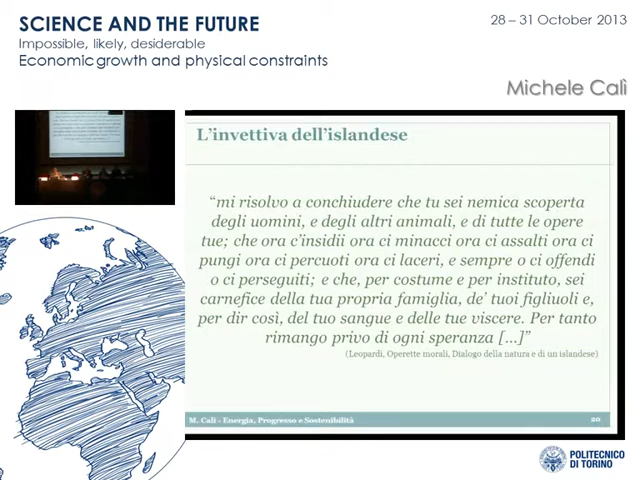 SCIENCE AND THE FUTURE
Impossible, likely, desiderable
Economic growth and physical constraints
28 – 31 October 2013
Michele Calì
L'invettiva dell'islandese
“mi risolvo a conchiudere che tu sei nemica scoperta
degli uomini, e degli altri animali, e di tutte le opere
tue; che ora c'insidii ora ci minacci ora ci assalti ora ci
pungi ora ci percuoti ora ci laceri, e sempre o ci offendi
o ci perseguiti; e che, per costume e per instituto, sei
carnefice della tua propria famiglia, de' tuoi figliuoli e,
per dir così, del tuo sangue e delle tue viscere. Per tanto
rimango privo di ogni speranza [...]”
(Leopardi, Operette morali, Dialogo della natura e di un islandese)
M. Calì - Energia, Progresso e Sostenibilità
20
POLITECNICO
DI TORINO